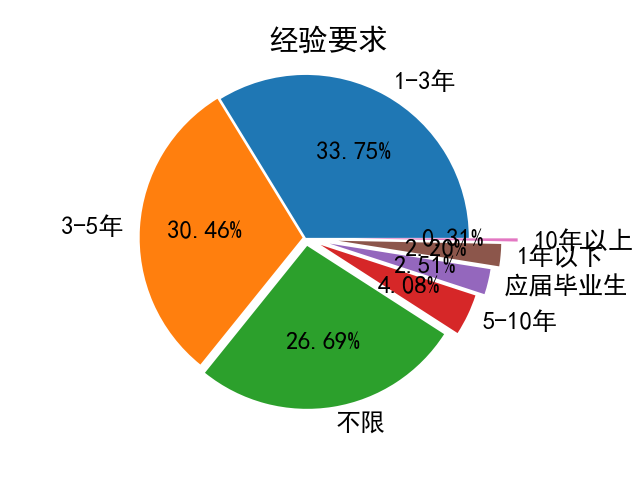 经验要求
1-3年
33.75%
3-5年
30.46%
0.31%
10年以上
2.20%
1年以下
2.51%
应届毕业生
4.08%
5-10年
26.69%
不限